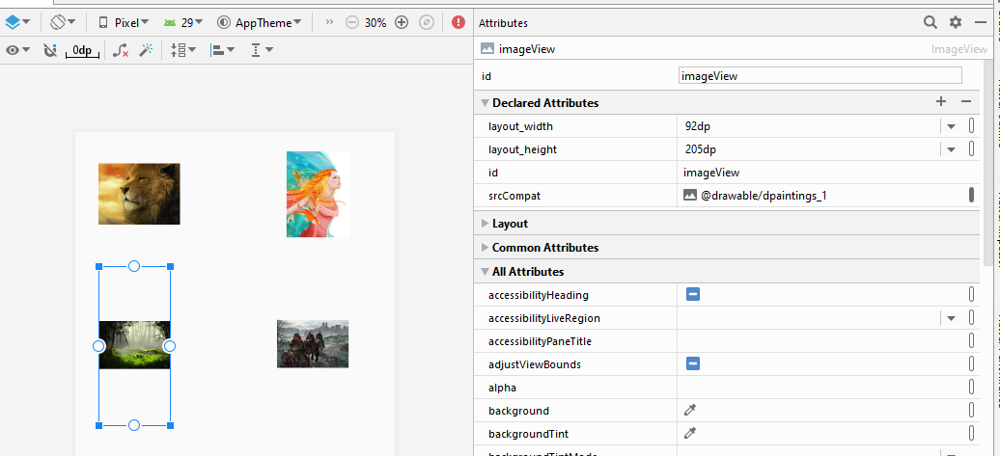 Pixel 29 AppTheme » 30%
0dp
Attributes
imageView ImageView
id imageView
Declared Attributes
layout_width 92dp
layout_height 205dp
id imageView
srcCompat @drawable/dpaintings_1
Layout
Common Attributes
All Attributes
accessibilityHeading
accessibilityLiveRegion
accessibilityPaneTitle
adjustViewBounds
alpha
background
backgroundTint
backgroundTintMode